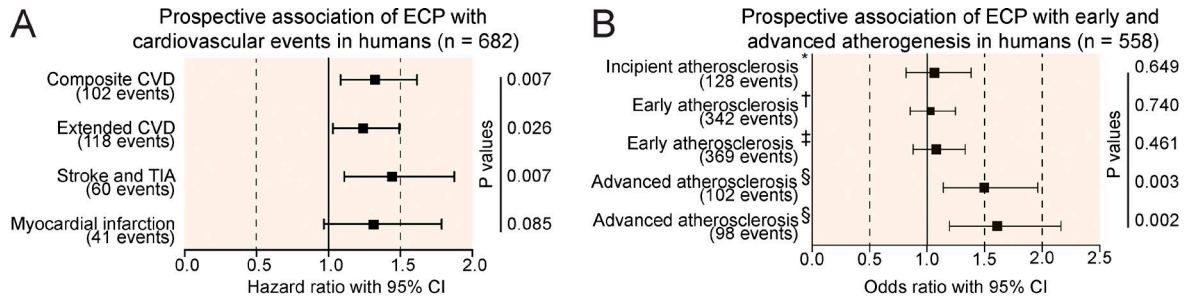 A
Prospective association of ECP with
cardiovascular events in humans (n = 682)
Composite CVD
(102 events)
Extended CVD
(118 events)
Stroke and TIA
(60 events)
Myocardial infarction
(41 events)
0.007
0.026
0.007
0.085
P values
0.0 0.5 1.0 1.5 2.0
Hazard ratio with 95% CI
B
Prospective association of ECP with early and
advanced atherogenesis in humans (n = 558)
Incipient atherosclerosis*
(128 events)
Early atherosclerosis†
(342 events)
Early atherosclerosis‡
(369 events)
Advanced atherosclerosis§
(102 events)
Advanced atherosclerosis§
(98 events)
0.649
0.740
0.461
0.003
0.002
P values
0.0 0.5 1.0 1.5 2.0 2.5
Odds ratio with 95% CI